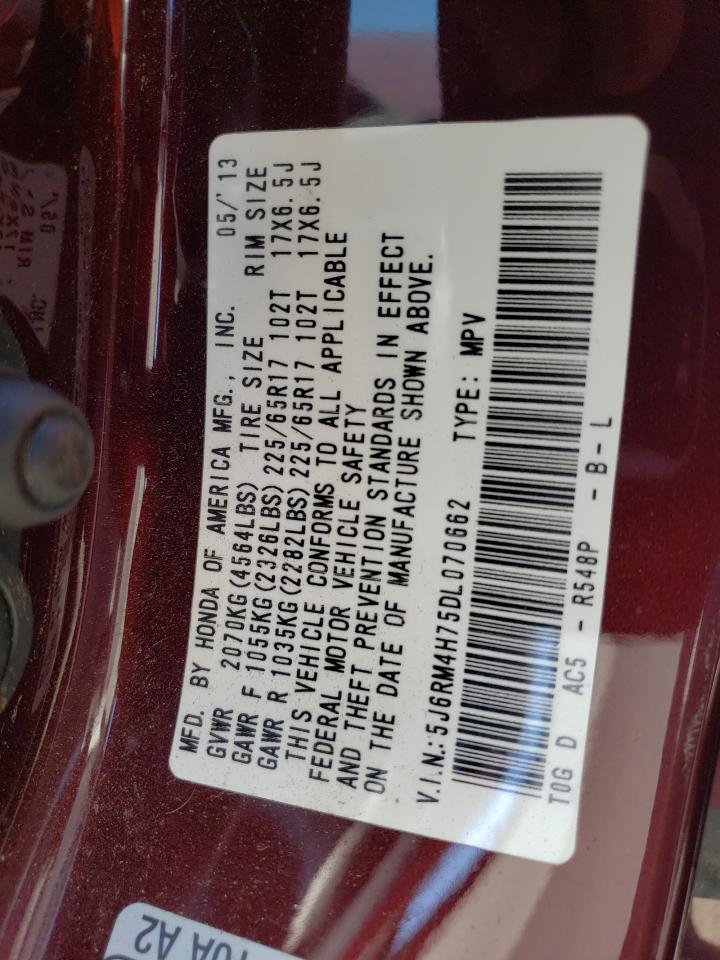 MFD. BY HONDA OF AMERICA MFG., INC. 05/'13
GVWR 2070KG(4564LBS) TIRE SIZE RIM SIZE
GAWR F 1055KG(2326LBS) 225/65R17 102T 17X6.5J
GAWR R 1035KG(2282LBS) 225/65R17 102T 17X6.5J
THIS VEHICLE CONFORMS TO ALL APPLICABLE
FEDERAL MOTOR VEHICLE SAFETY
AND THEFT PREVENTION STANDARDS IN EFFECT
ON THE DATE OF MANUFACTURE SHOWN ABOVE.
V.I.N.:5J6RM4H75DL070662 TYPE: MPV
T0G D AC5 - R548P - B - L
0A A2